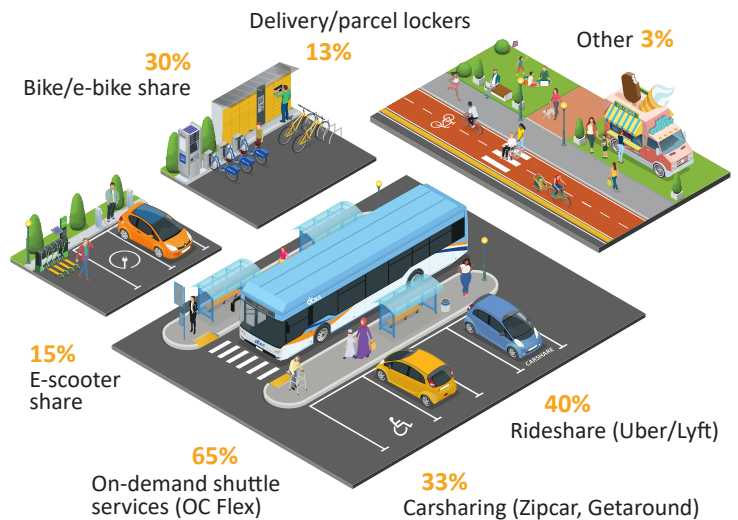 Delivery/parcel lockers
13%
Other 3%
30%
Bike/e-bike share
15%
E-scooter
share
CARSHARE
40%
Rideshare (Uber/Lyft)
65%
On-demand shuttle
services (OC Flex)
33%
Carsharing (Zipcar, Getaround)